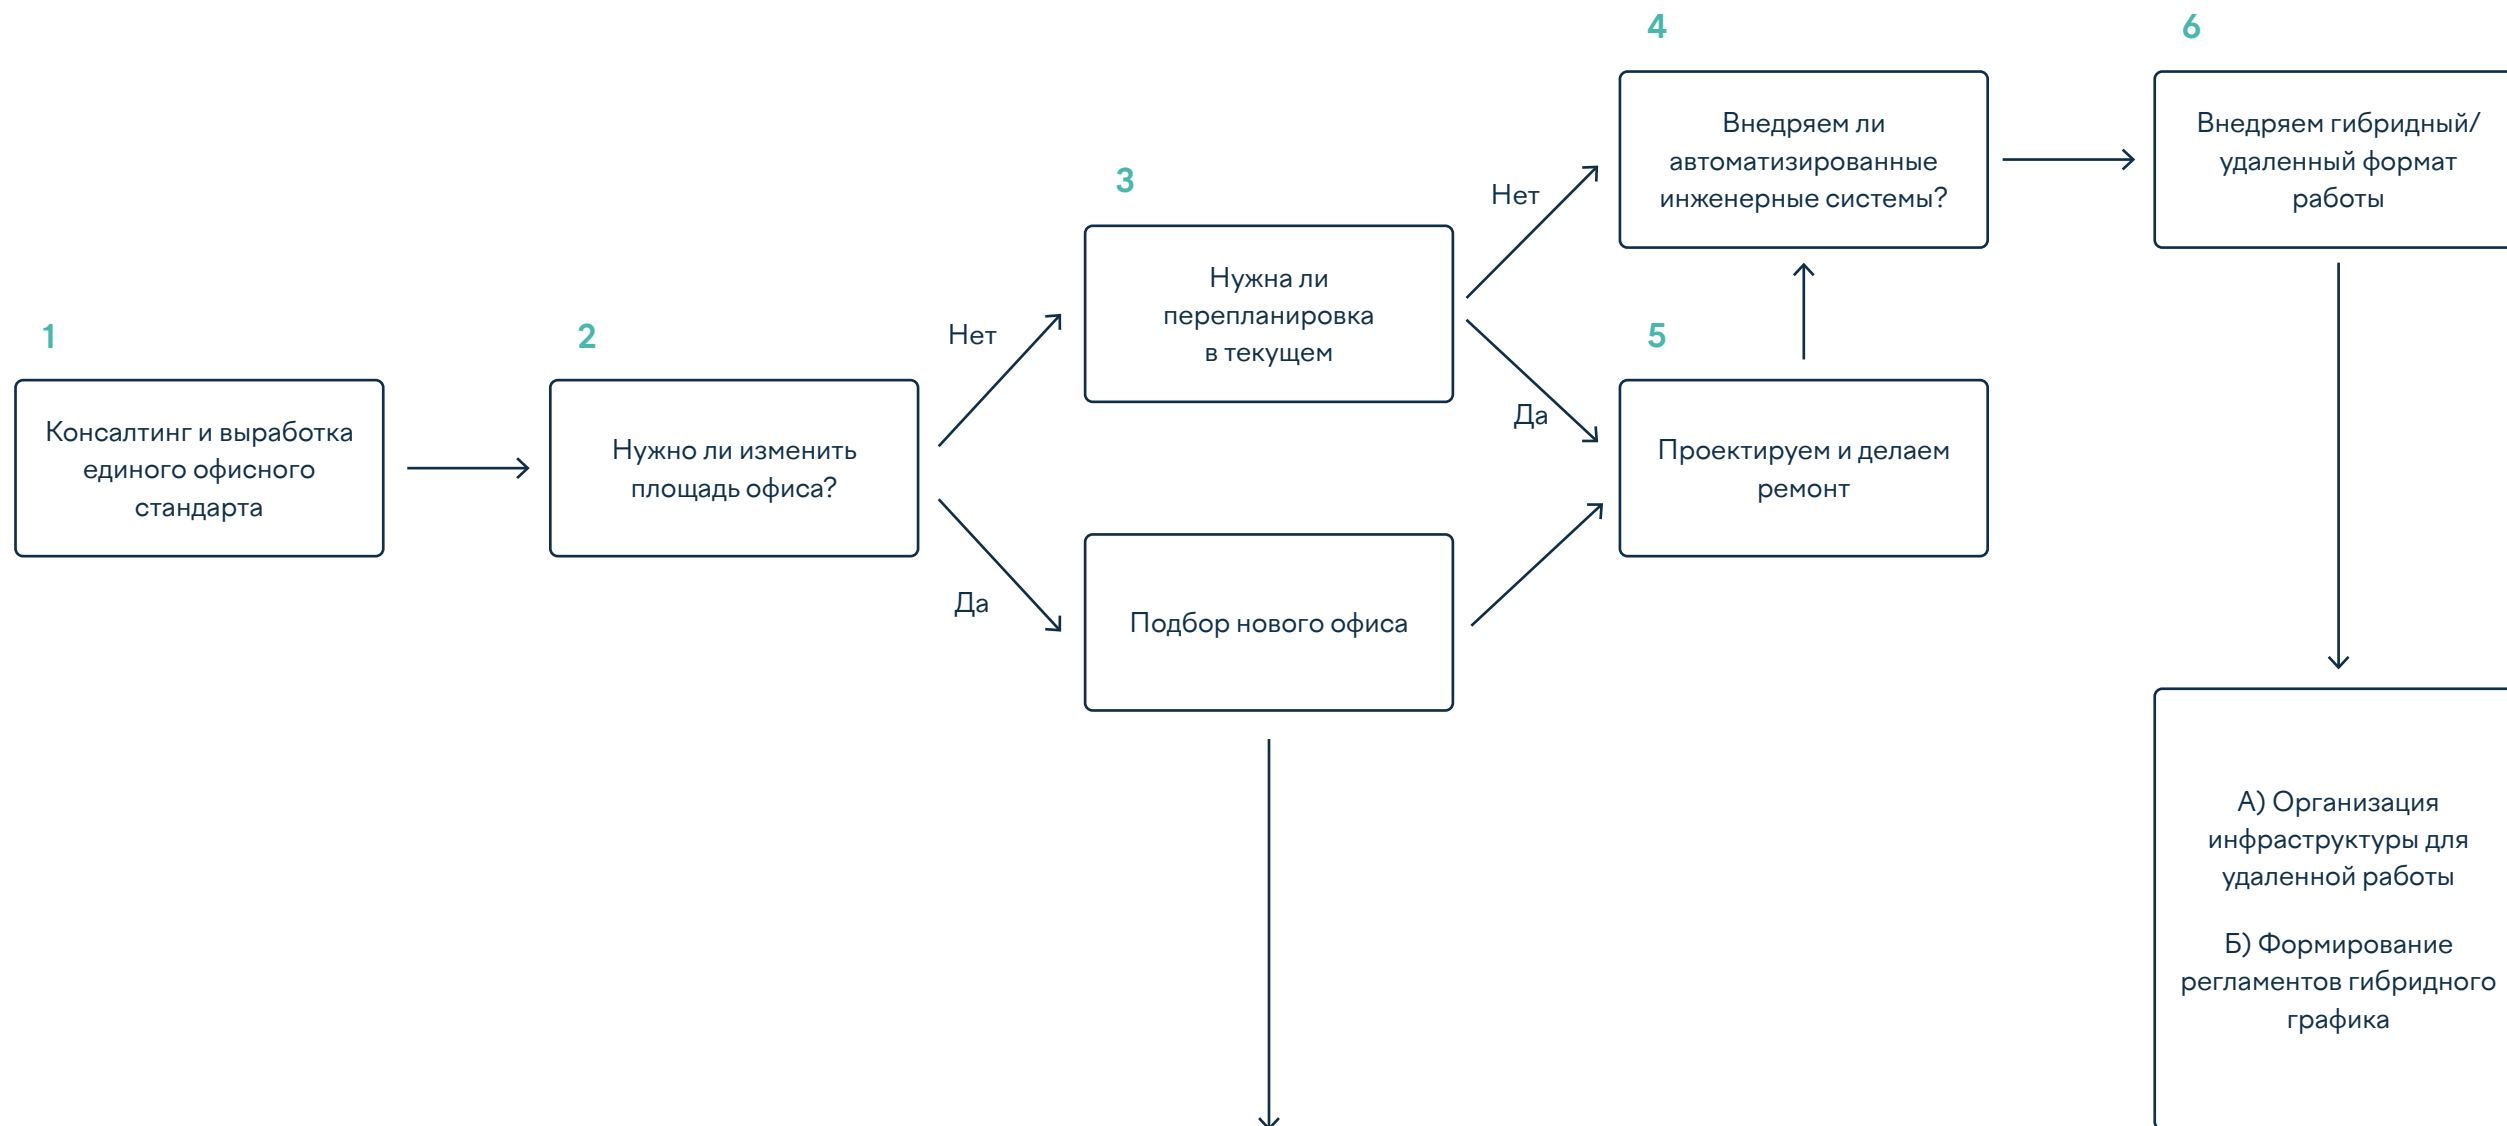 1
Консалтинг и выработка
единого офисного
стандарта
2
Нужно ли изменить
площадь офиса?
Нет
Да
3
Нужна ли
перепланировка
в текущем
Подбор нового офиса
Нет
Да
4
Внедряем ли
автоматизированные
инженерные системы?
5
Проектируем и делаем
ремонт
6
Внедряем гибридный/
удаленный формат
работы
А) Организация
инфраструктуры для
удаленной работы
Б) Формирование
регламентов гибридного
графика